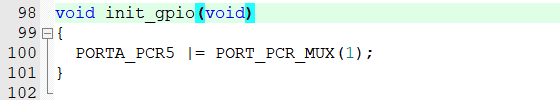 98 void init_gpio(void)
99 {
100 PORTA_PCR5 |= PORT_PCR_MUX(1);
101 }
102